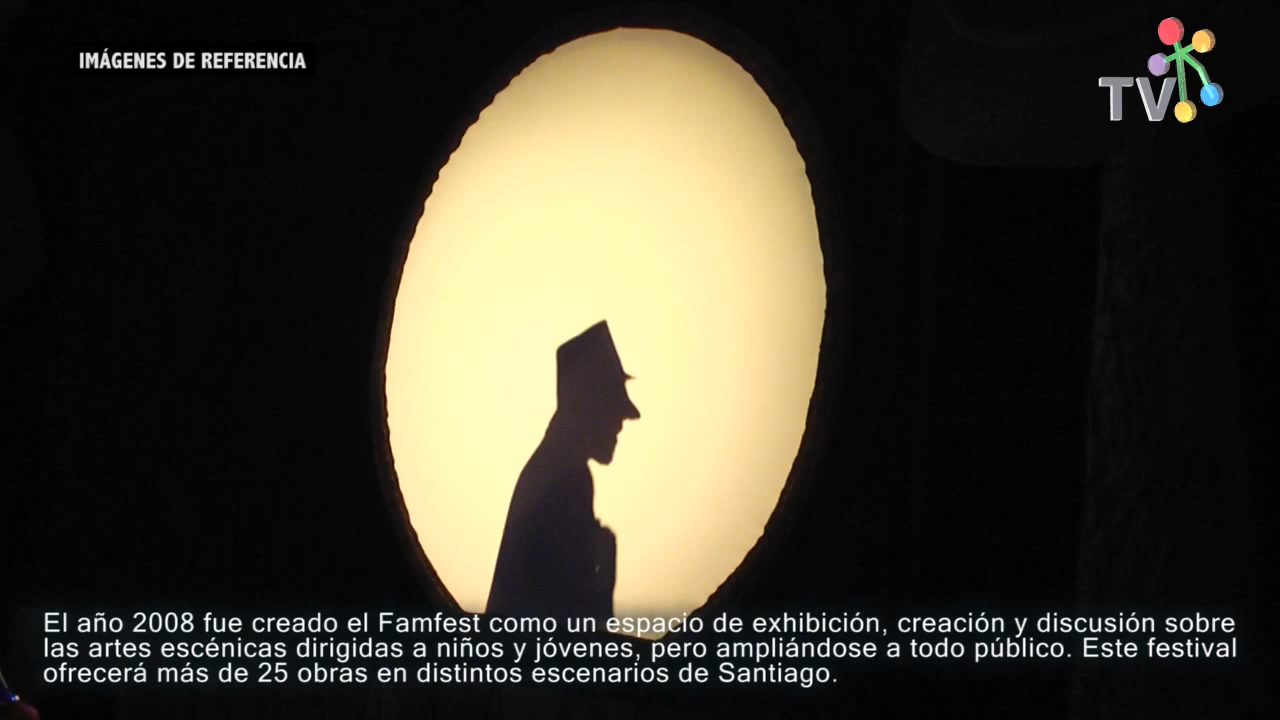 IMÁGENES DE REFERENCIA
TV
El año 2008 fue creado el Famfest como un espacio de exhibición, creación y discusión sobre
las artes escénicas dirigidas a niños y jóvenes, pero ampliándose a todo público. Este festival
ofrecerá más de 25 obras en distintos escenarios de Santiago.